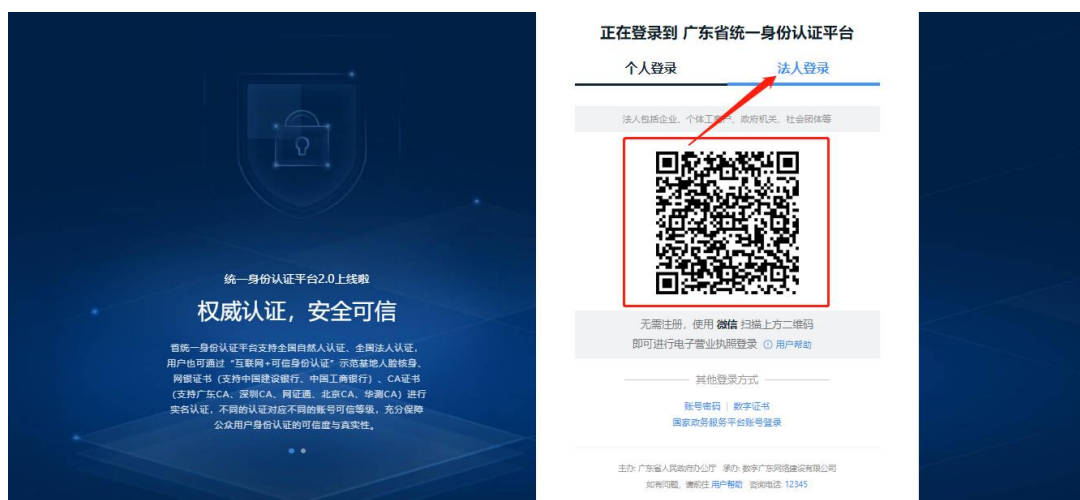 统一身份认证平台2.0上线啦
权威认证，安全可信
省统一身份认证平台支持全国自然人认证、全国法人认证，
用户也可通过“互联网+可信身份认证”示范基地人脸核身、
网银证书（支持中国建设银行、中国工商银行）、CA证书
（支持广东CA、深圳CA、网证通、北京CA、华测CA）进行
实名认证，不同的认证对应不同的账号可信等级，充分保障
公众用户身份认证的可信度与真实性。
正在登录到 广东省统一身份认证平台
个人登录 法人登录
法人包括企业、个体工商户、政府机关、社会团体等
无需注册，使用 微信 扫描上方二维码
即可进行电子营业执照登录 用户帮助
其他登录方式
账号密码 | 数字证书
国家政务服务平台账号登录
主办: 广东省人民政府办公厅 承办: 数字广东网络建设有限公司
如有问题，请前往 用户帮助 咨询电话: 12345